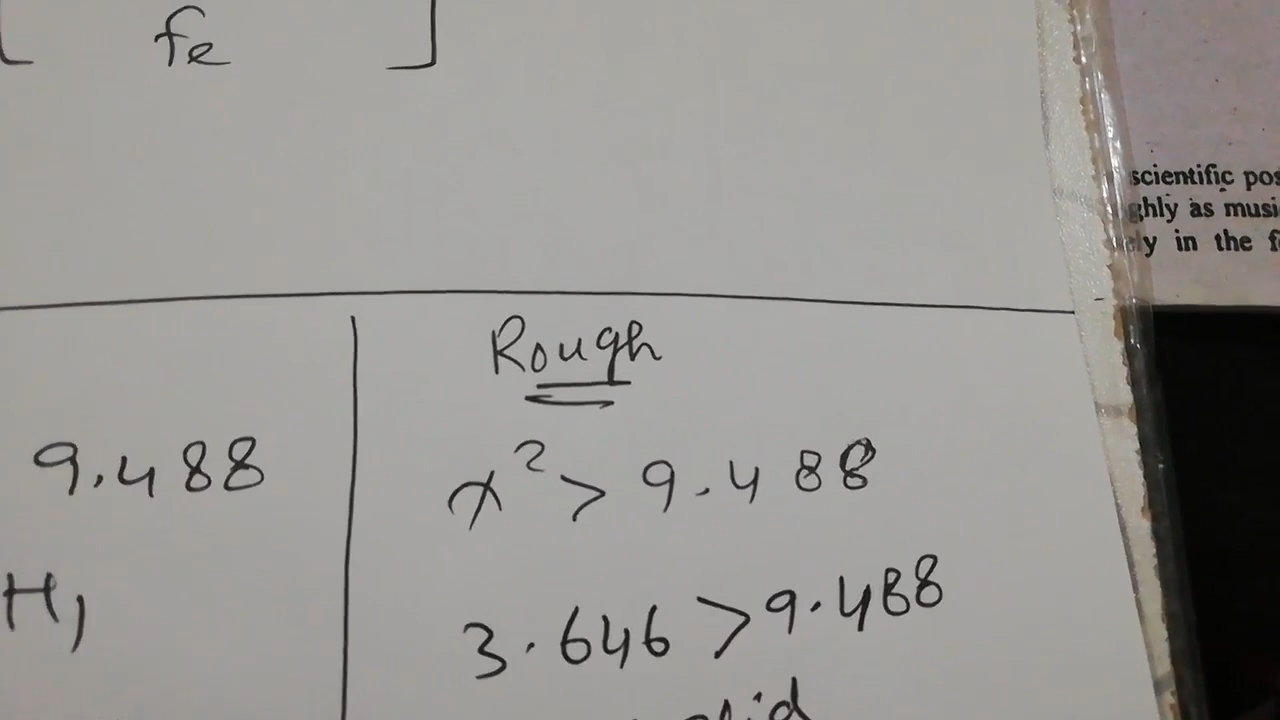 [ fe ]
scientific pos
ghly as musi
ly in the f
Rough
9.488
χ² > 9.488
H₁
3.646 > 9.488